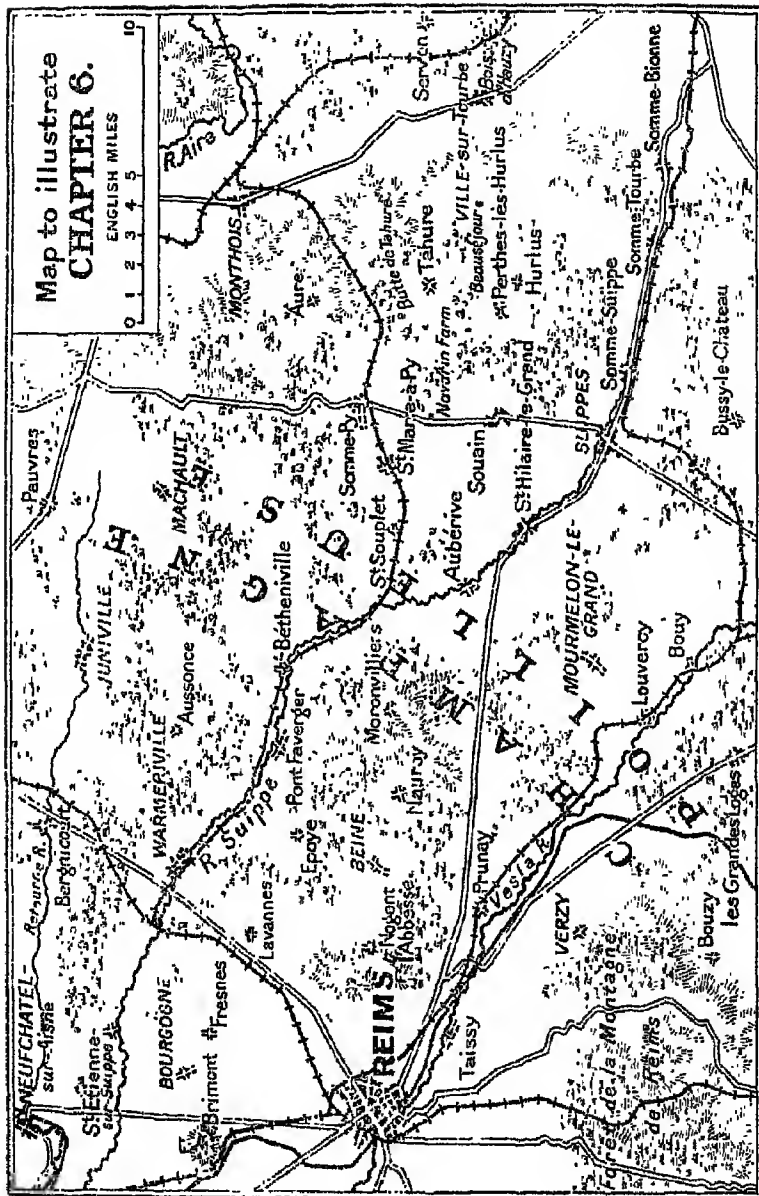 Map to illustrate
CHAPTER 6.
ENGLISH MILES
0 1 2 3 4 5 10
NEUFCHATEL-
sur-Aisne
Retourne R.
Bergnicourt
JUNIVILLE
Pauvres
St Etienne-
sur-Suippe
WARMERIVILLE
Aussonce
MACHAULT
MONTHOIS
R. Aire
BOURGOGNE
Aure
Brimont
Fresnes
Lavannes
R. Suippe
Pont Faverger
Bétheniville
Epoye
Somme-Py
Butte de Tahure
Servon
BEINE
Moronvilliers
St Souplet
St Marie-à-Py
Tahure
Navarin Farm
VILLE-sur-Tourbe
Beauséjour
Bois
d'Hauzy
REIMS
Nogent
l'Abbesse
Nauroy
Auberive
Souain
Perthes-les-Hurlus
Hurlus
St Hilaire-le-Grand
Taissy
Prunay
Vesla R.
SUIPPES
Somme-Suippe
Somme-Tourbe
Somme-Bionne
VERZY
MOURMELON-LE-
GRAND
Louvercy
Bouy
Bussy-le-Château
Forêt de la Montagne
de Reims
Bouzy
les Grandes Loges
CHAMPAGNE
POUILLEUSE